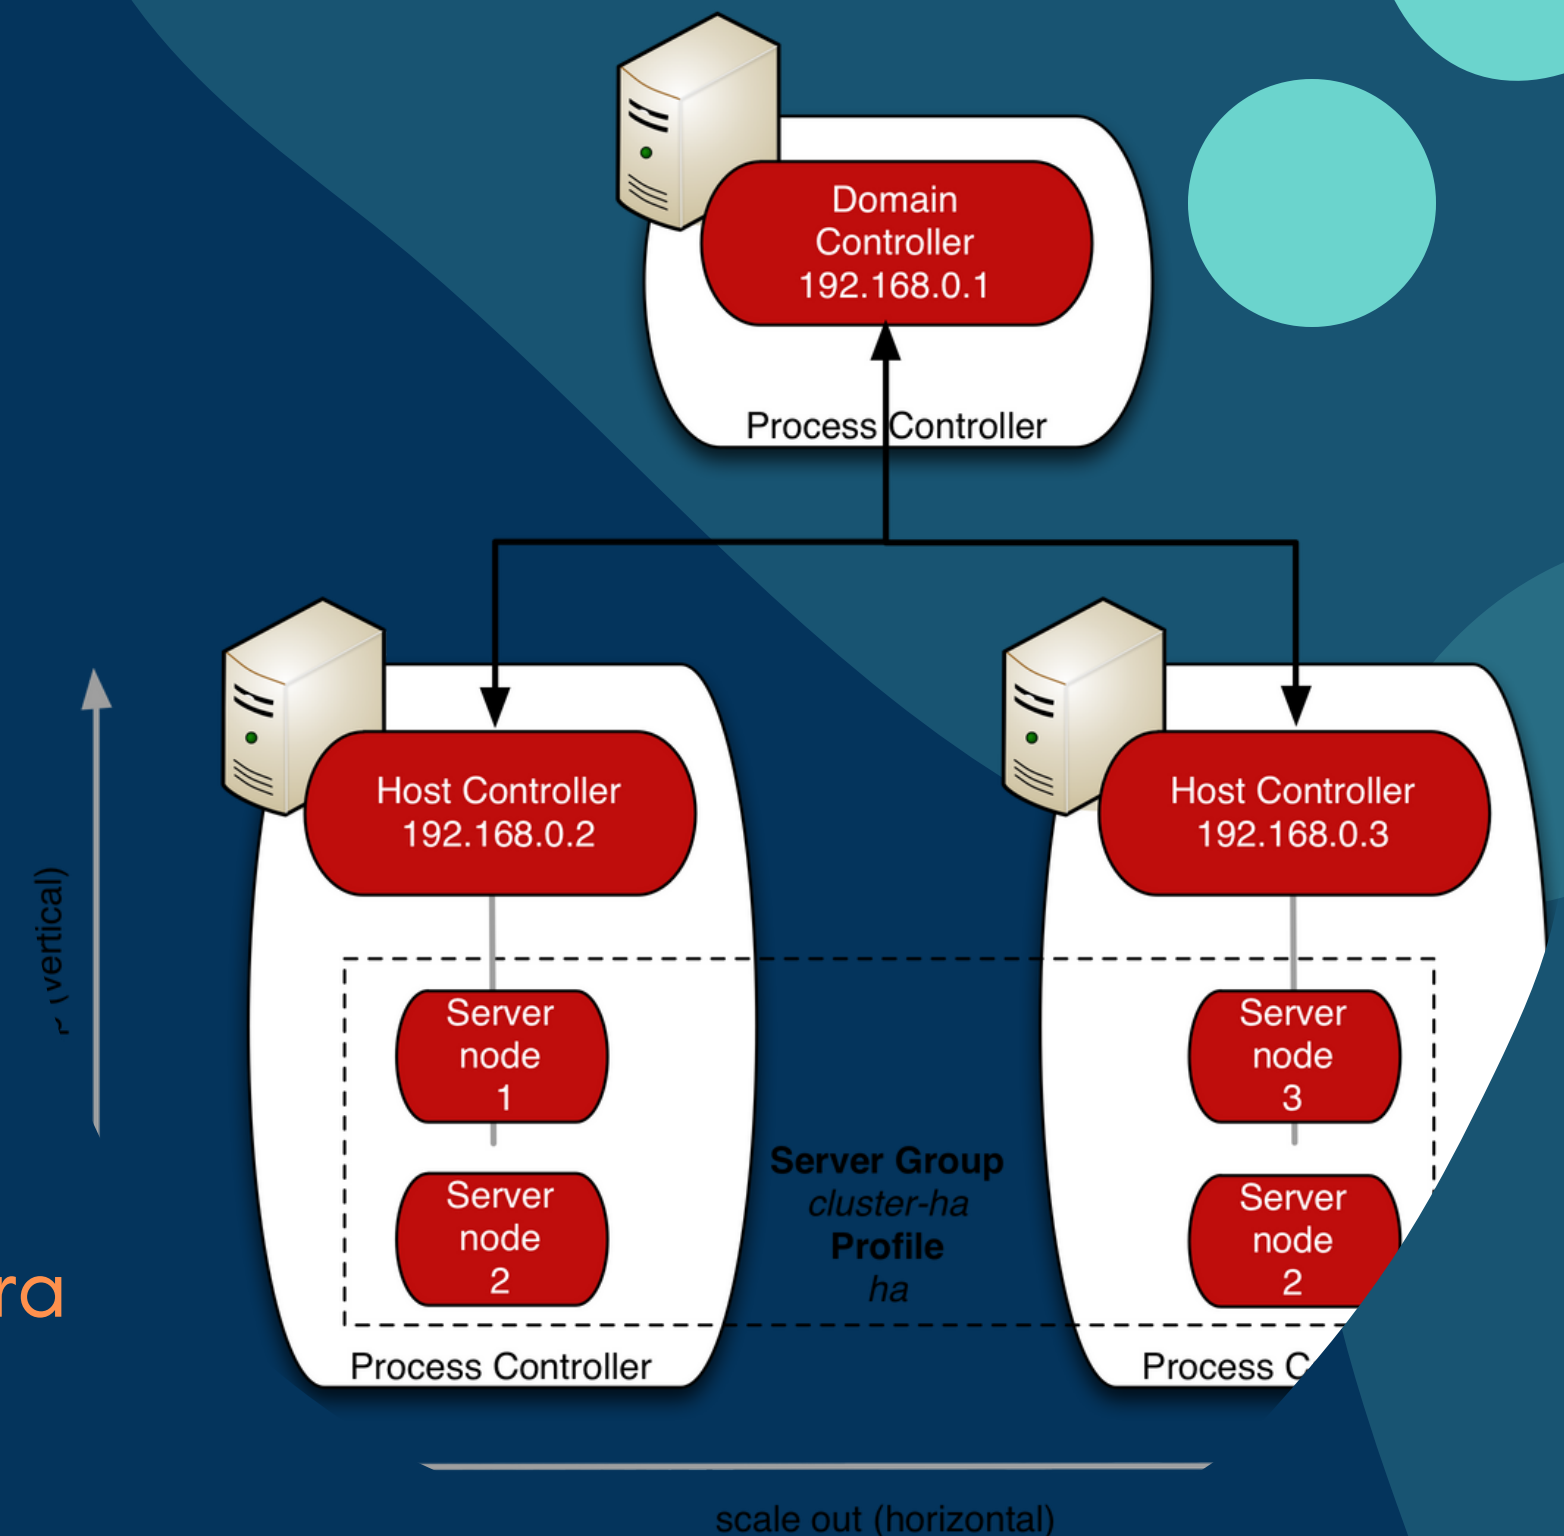 Domain
Controller
192.168.0.1
Process Controller
Host Controller
192.168.0.2
Host Controller
192.168.0.3
(vertical)
Server
node
1
Server
node
3
Server Group
cluster-ha
Profile
ha
Server
node
2
Server
node
2
ra
Process Controller
Process C
scale out (horizontal)